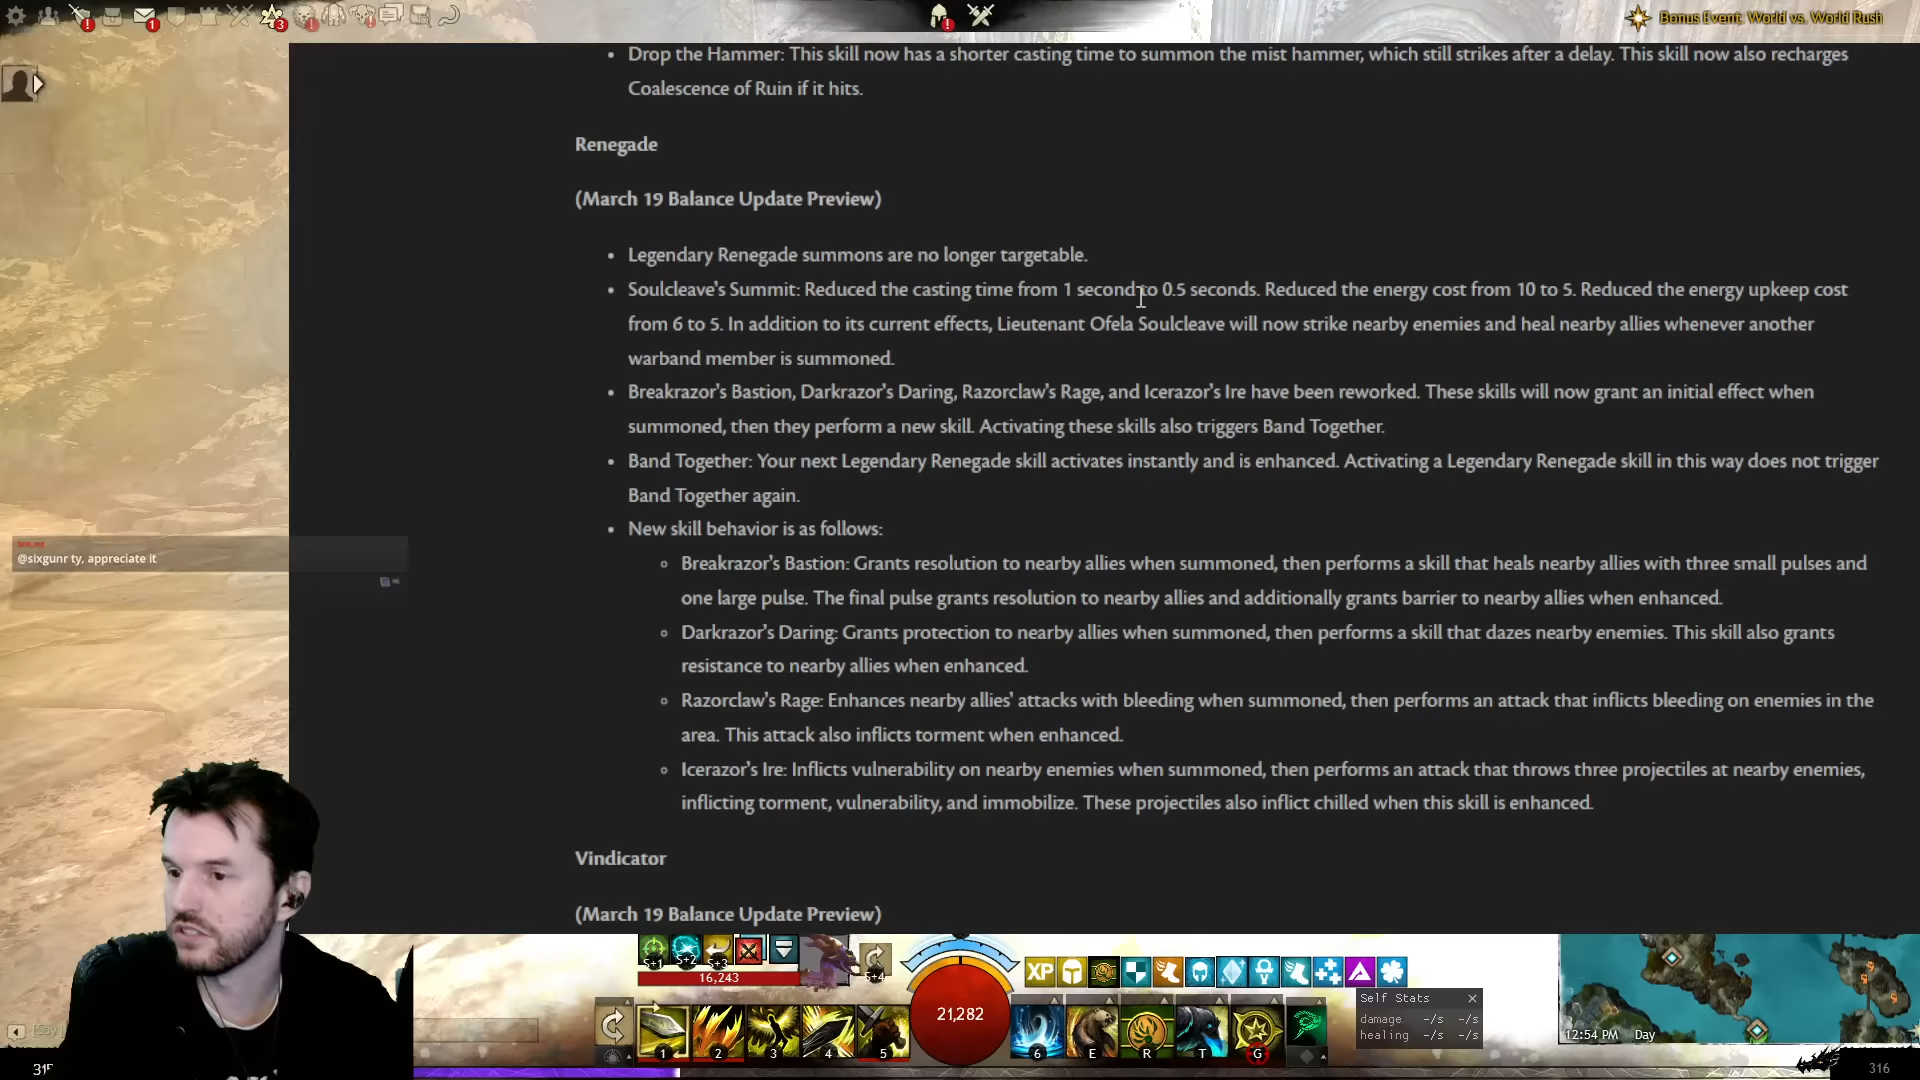 1
3
Bonus Event: World vs. World Rush
• Drop the Hammer: This skill now has a shorter casting time to summon the mist hammer, which still strikes after a delay. This skill now also recharges
Coalescence of Ruin if it hits.
Renegade
(March 19 Balance Update Preview)
• Legendary Renegade summons are no longer targetable.
• Soulcleave's Summit: Reduced the casting time from 1 second to 0.5 seconds. Reduced the energy cost from 10 to 5. Reduced the energy upkeep cost
from 6 to 5. In addition to its current effects, Lieutenant Ofela Soulcleave will now strike nearby enemies and heal nearby allies whenever another
warband member is summoned.
• Breakrazor's Bastion, Darkrazor's Daring, Razorclaw's Rage, and Icerazor's Ire have been reworked. These skills will now grant an initial effect when
summoned, then they perform a new skill. Activating these skills also triggers Band Together.
• Band Together: Your next Legendary Renegade skill activates instantly and is enhanced. Activating a Legendary Renegade skill in this way does not trigger
Band Together again.
• New skill behavior is as follows:
◦ Breakrazor's Bastion: Grants resolution to nearby allies when summoned, then performs a skill that heals nearby allies with three small pulses and
one large pulse. The final pulse grants resolution to nearby allies and additionally grants barrier to nearby allies when enhanced.
◦ Darkrazor's Daring: Grants protection to nearby allies when summoned, then performs a skill that dazes nearby enemies. This skill also grants
resistance to nearby allies when enhanced.
◦ Razorclaw's Rage: Enhances nearby allies' attacks with bleeding when summoned, then performs an attack that inflicts bleeding on enemies in the
area. This attack also inflicts torment when enhanced.
◦ Icerazor's Ire: Inflicts vulnerability on nearby enemies when summoned, then performs an attack that throws three projectiles at nearby enemies,
inflicting torment, vulnerability, and immobilize. These projectiles also inflict chilled when this skill is enhanced.
Vindicator
(March 19 Balance Update Preview)
@sixgunr ty, appreciate it
S+1 S+2 S+3 S+4
16,243
XP
21,282
1 2 3 4 5 6 E R T G
Self Stats
damage -/s -/s
healing -/s -/s
12:54 PM Day
[Say]
315
316